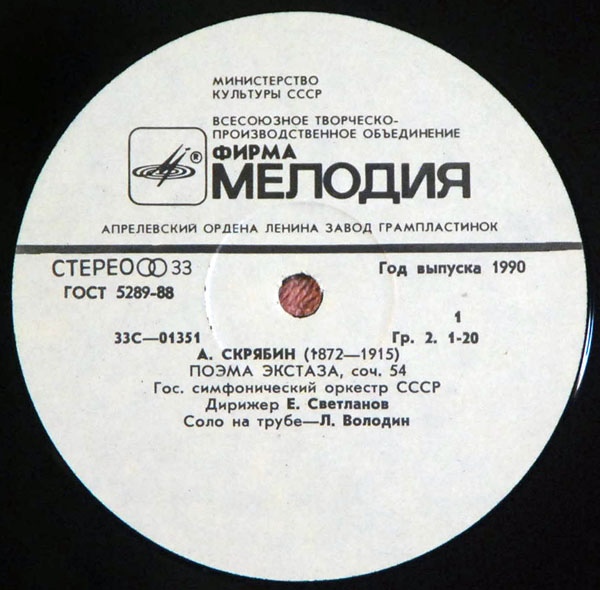 МИНИСТЕРСТВО
КУЛЬТУРЫ СССР
ВСЕСОЮЗНОЕ ТВОРЧЕСКО-
ПРОИЗВОДСТВЕННОЕ ОБЪЕДИНЕНИЕ
® ФИРМА
МЕЛОДИЯ
АПРЕЛЕВСКИЙ ОРДЕНА ЛЕНИНА ЗАВОД ГРАМПЛАСТИНОК
СТЕРЕО 33 Год выпуска 1990
ГОСТ 5289-88
1
33С—01351 Гр. 2. 1-20
А. СКРЯБИН (†872—1915)
ПОЭМА ЭКСТАЗА, соч. 54
Гос. симфонический оркестр СССР
Дирижер Е. Светланов
Соло на трубе—Л. Володин